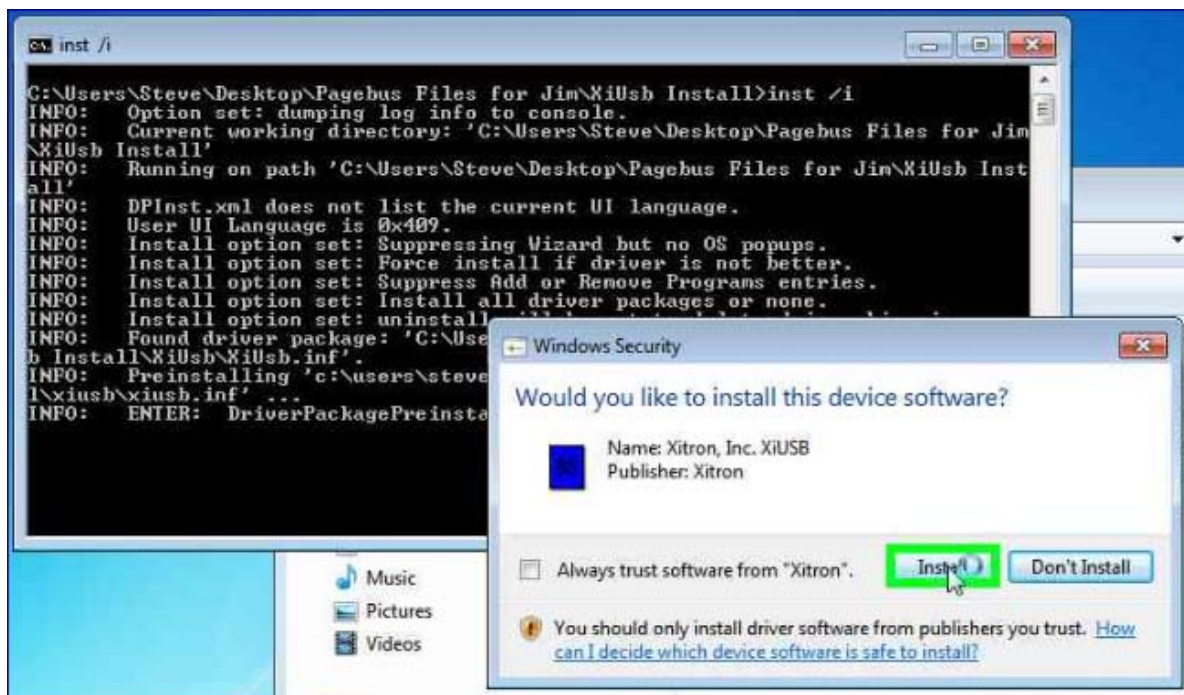 inst /i
C:\Users\Steve\Desktop\Pagebus Files for Jim\XiUsb Install>inst /i
INFO: Option set: dumping log info to console.
INFO: Current working directory: 'C:\Users\Steve\Desktop\Pagebus Files for Jim
\XiUsb Install'
INFO: Running on path 'C:\Users\Steve\Desktop\Pagebus Files for Jim\XiUsb Inst
all'
INFO: DPInst.xml does not list the current UI language.
INFO: User UI Language is 0x409.
INFO: Install option set: Suppressing Wizard but no OS popups.
INFO: Install option set: Force install if driver is not better.
INFO: Install option set: Suppress Add or Remove Programs entries.
INFO: Install option set: Install all driver packages or none.
INFO: Install option set: uninstall
INFO: Found driver package: 'C:\Use
b Install\XiUsb\XiUsb.inf'.
INFO: Preinstalling 'c:\users\steve
l\xiusb\xiusb.inf' ...
INFO: ENTER: DriverPackagePreinsta
Windows Security
Would you like to install this device software?
Name: Xitron, Inc. XiUSB
Publisher: Xitron
Always trust software from "Xitron".
Install
Don't Install
You should only install driver software from publishers you trust. How
can I decide which device software is safe to install?
Music
Pictures
Videos